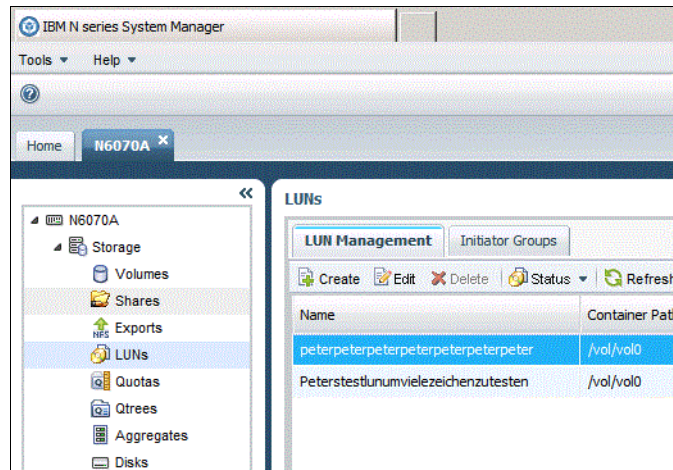 IBM N series System Manager
Tools Help
Home N6070A
N6070A
Storage
Volumes
Shares
NFS Exports
LUNs
Quotas
Qtrees
Aggregates
Disks
LUNs
LUN Management Initiator Groups
Create Edit Delete Status Refresh
Name Container Pat
peterpeterpeterpeterpeterpeterpeter /vol/vol0
Peterstestlunumvielezeichenzutesten /vol/vol0